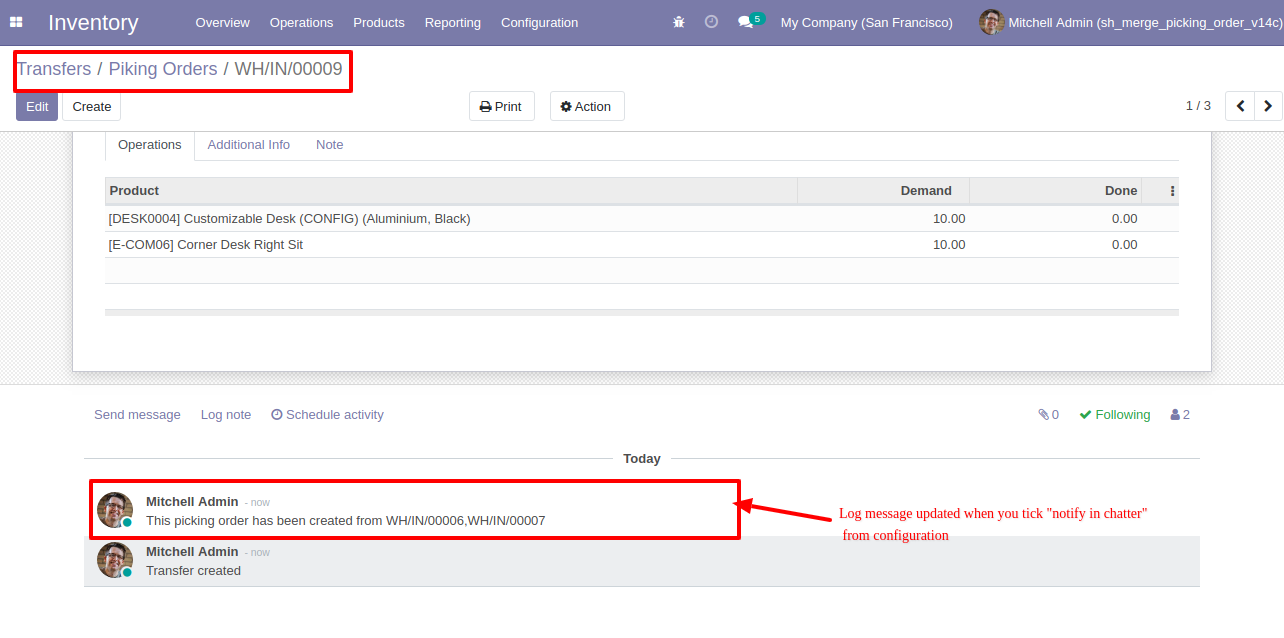 Inventory Overview Operations Products Reporting Configuration 5 My Company (San Francisco) Mitchell Admin (sh_merge_picking_order_v14c)
Transfers / Piking Orders / WH/IN/00009
Edit Create Print Action 1 / 3
Operations Additional Info Note
Product Demand Done
[DESK0004] Customizable Desk (CONFIG) (Aluminium, Black) 10.00 0.00
[E-COM06] Corner Desk Right Sit 10.00 0.00
Send message Log note Schedule activity 0 Following 2
Today
Mitchell Admin - now
This picking order has been created from WH/IN/00006,WH/IN/00007
Log message updated when you tick "notify in chatter"
from configuration
Mitchell Admin - now
Transfer created